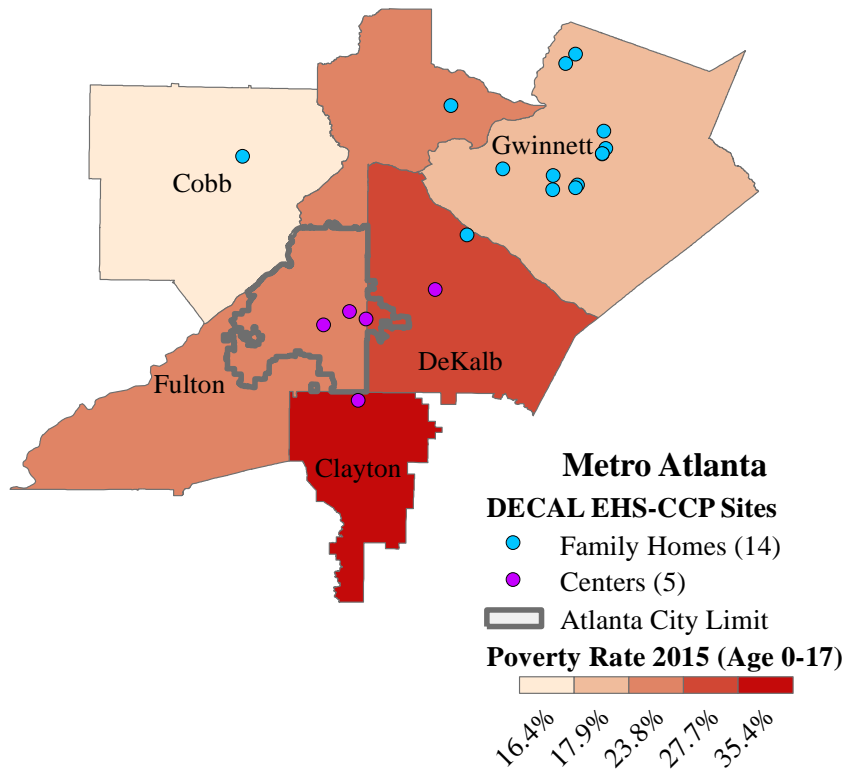 Gwinnett
Cobb
DeKalb
Fulton
Clayton
Metro Atlanta
DECAL EHS-CCP Sites
Family Homes (14)
Centers (5)
Atlanta City Limit
Poverty Rate 2015 (Age 0-17)
16.4%
17.9%
23.8%
27.7%
35.4%